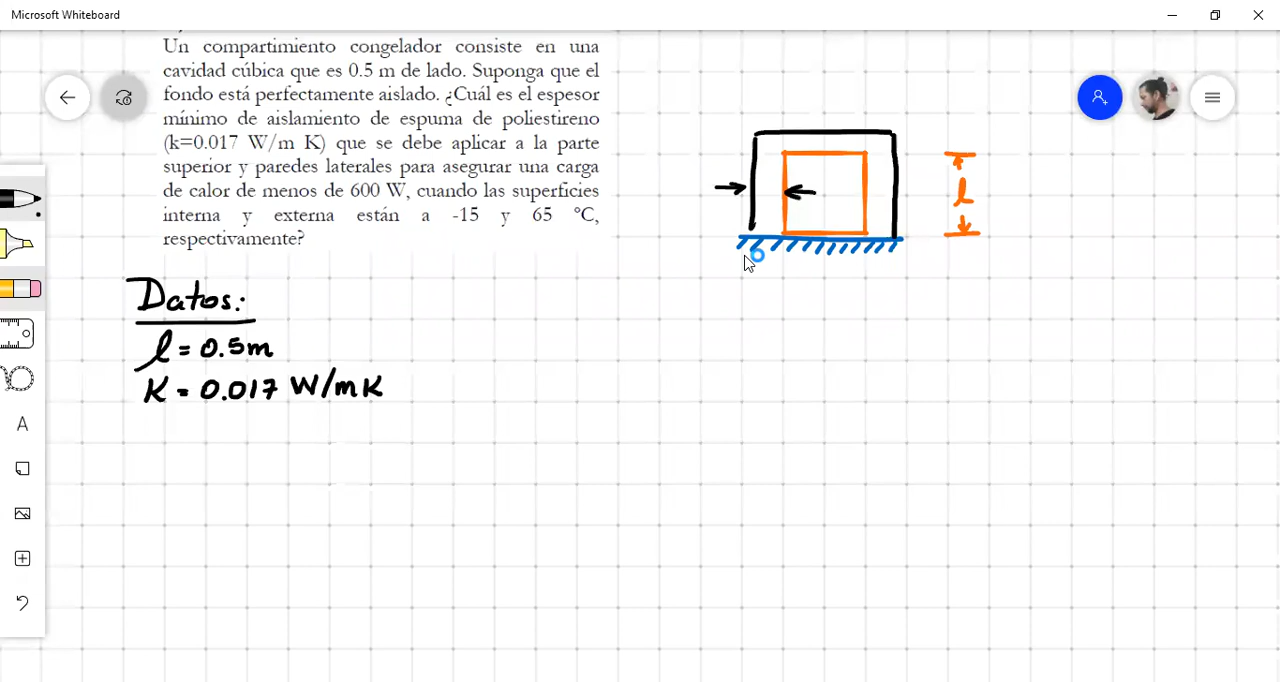 Microsoft Whiteboard
Un compartimiento congelador consiste en una
cavidad cúbica que es 0.5 m de lado. Suponga que el
fondo está perfectamente aislado. ¿Cuál es el espesor
mínimo de aislamiento de espuma de poliestireno
(k=0.017 W/m K) que se debe aplicar a la parte
superior y paredes laterales para asegurar una carga
de calor de menos de 600 W, cuando las superficies
interna y externa están a -15 y 65 °C,
respectivamente?
l
Datos:
l = 0.5m
K = 0.017 W/mK
A